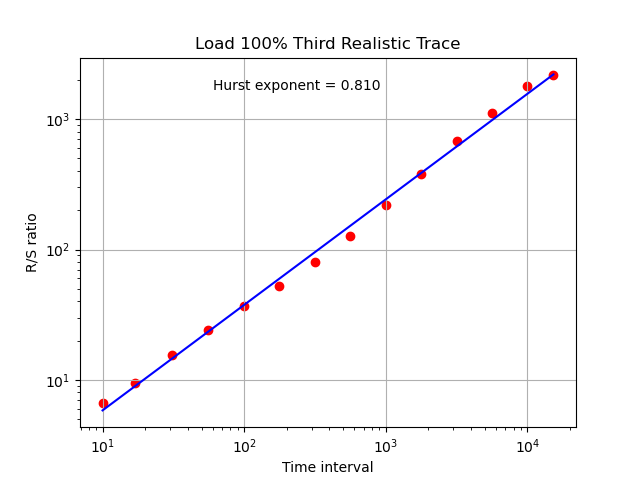 Load 100% Third Realistic Trace
Hurst exponent = 0.810
R/S ratio
10³
10²
10¹
10¹ 10² 10³ 10⁴
Time interval